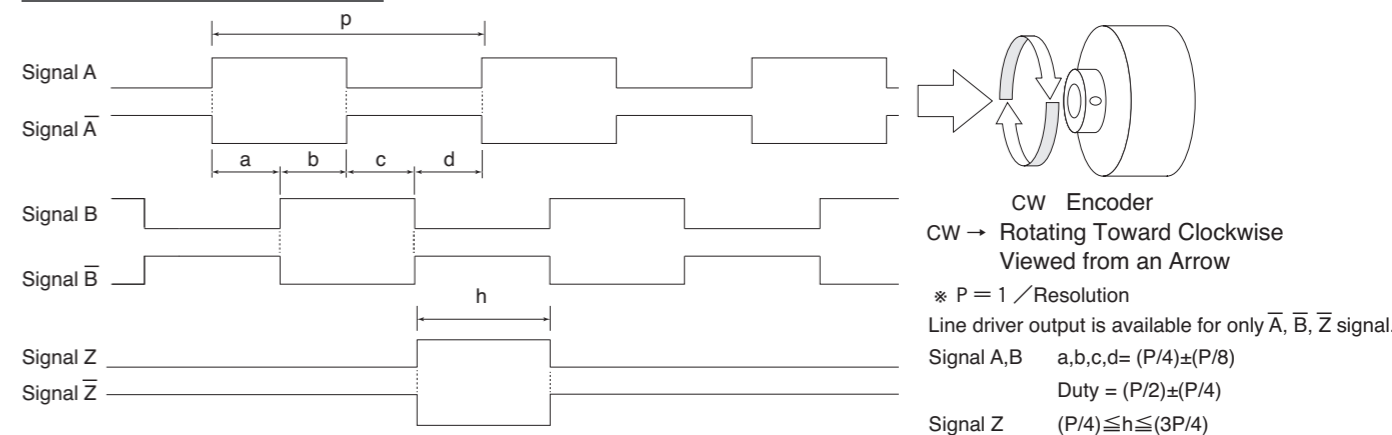 p
Signal A
Signal A̅
a b c d
Signal B
Signal B̅
h
Signal Z
Signal Z̅
CW Encoder
CW → Rotating Toward Clockwise
Viewed from an Arrow
※ P＝1／Resolution
Line driver output is available for only A̅, B̅, Z̅ signal.
Signal A,B a,b,c,d= (P/4)±(P/8)
Duty = (P/2)±(P/4)
Signal Z (P/4)≦h≦(3P/4)